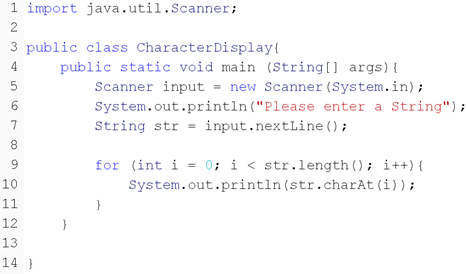 1 import java.util.Scanner;
2
3 public class CharacterDisplay{
4     public static void main (String[] args){
5         Scanner input = new Scanner(System.in);
6         System.out.println("Please enter a String");
7         String str = input.nextLine();
8
9         for (int i = 0; i < str.length(); i++){
10             System.out.println(str.charAt(i));
11         }
12     }
13
14 }